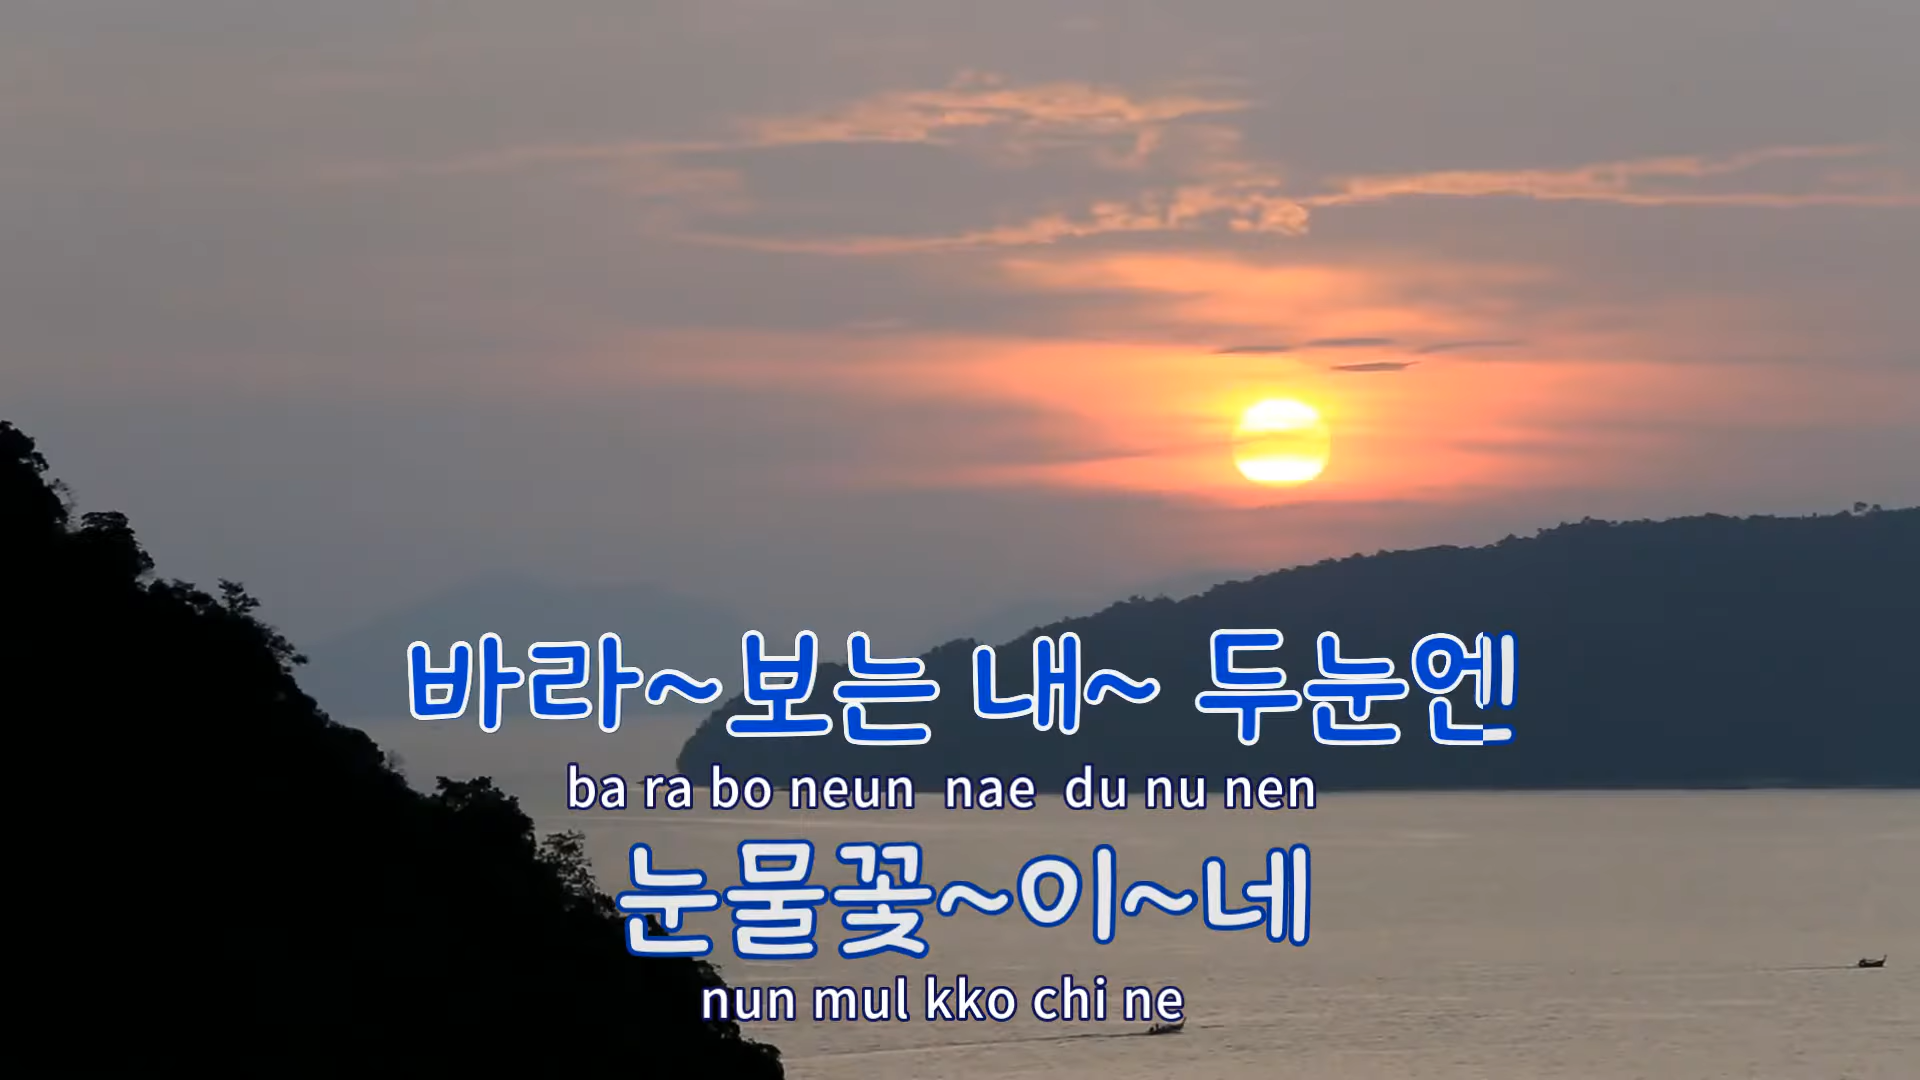 바라~보는 내~ 두눈엔
ba ra bo neun nae du nu nen
눈물꽃~이~네
nun mul kko chi ne